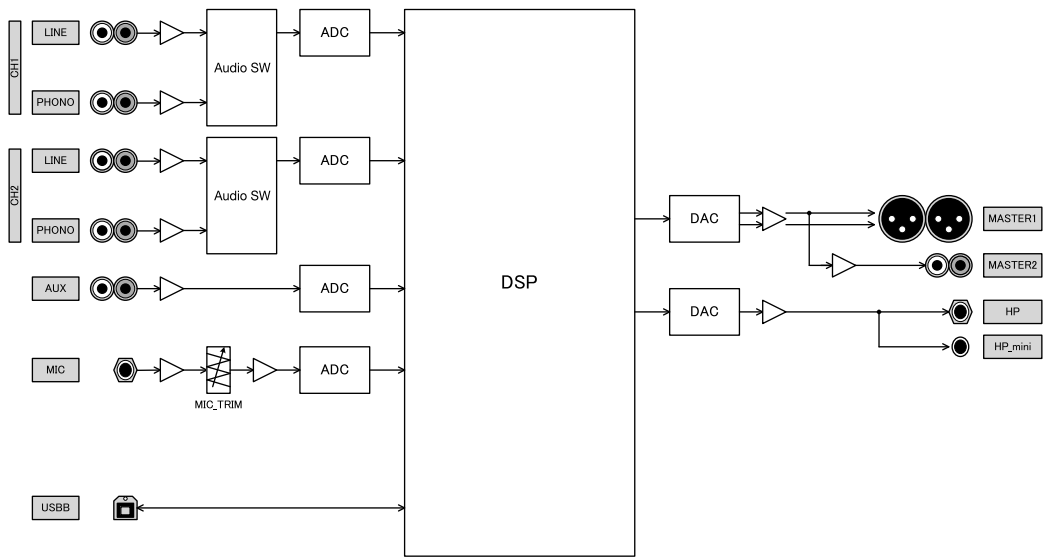 CH1
LINE
PHONO
Audio SW
ADC
CH2
LINE
PHONO
Audio SW
ADC
AUX
ADC
MIC
MIC_TRIM
ADC
USBB
DSP
DAC
MASTER1
MASTER2
DAC
HP
HP_mini